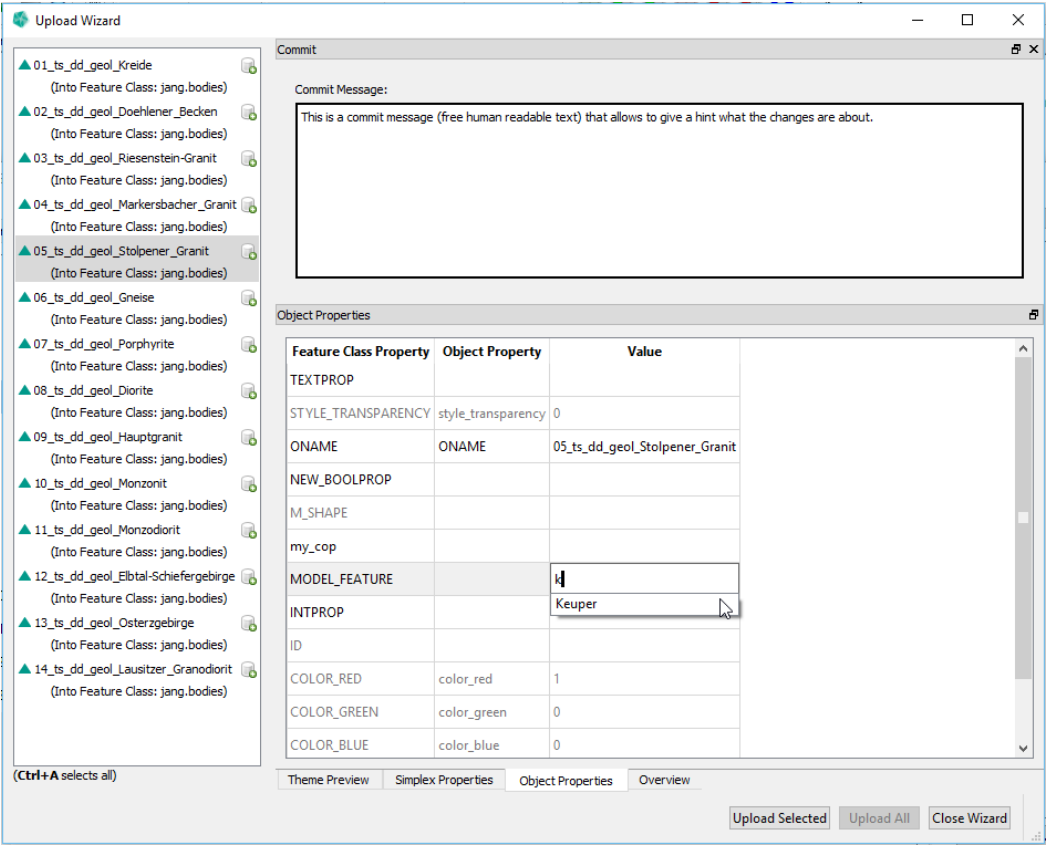 Upload Wizard
01_ts_dd_geol_Kreide
(Into Feature Class: jang.bodies)
02_ts_dd_geol_Doehlener_Becken
(Into Feature Class: jang.bodies)
03_ts_dd_geol_Riesenstein-Granit
(Into Feature Class: jang.bodies)
04_ts_dd_geol_Markersbacher_Granit
(Into Feature Class: jang.bodies)
05_ts_dd_geol_Stolpener_Granit
(Into Feature Class: jang.bodies)
06_ts_dd_geol_Gneise
(Into Feature Class: jang.bodies)
07_ts_dd_geol_Porphyrite
(Into Feature Class: jang.bodies)
08_ts_dd_geol_Diorite
(Into Feature Class: jang.bodies)
09_ts_dd_geol_Hauptgranit
(Into Feature Class: jang.bodies)
10_ts_dd_geol_Monzonit
(Into Feature Class: jang.bodies)
11_ts_dd_geol_Monzodiorit
(Into Feature Class: jang.bodies)
12_ts_dd_geol_Elbtal-Schiefergebirge
(Into Feature Class: jang.bodies)
13_ts_dd_geol_Osterzgebirge
(Into Feature Class: jang.bodies)
14_ts_dd_geol_Lausitzer_Granodiorit
(Into Feature Class: jang.bodies)
(Ctrl+A selects all)
Commit
Commit Message:
This is a commit message (free human readable text) that allows to give a hint what the changes are about.
Object Properties
Feature Class Property Object Property Value
TEXTPROP
STYLE_TRANSPARENCY style_transparency 0
ONAME ONAME 05_ts_dd_geol_Stolpener_Granit
NEW_BOOLPROP
M_SHAPE
my_cop
MODEL_FEATURE k
Keuper
INTPROP
ID
COLOR_RED color_red 1
COLOR_GREEN color_green 0
COLOR_BLUE color_blue 0
Theme Preview Simplex Properties Object Properties Overview
Upload Selected Upload All Close Wizard